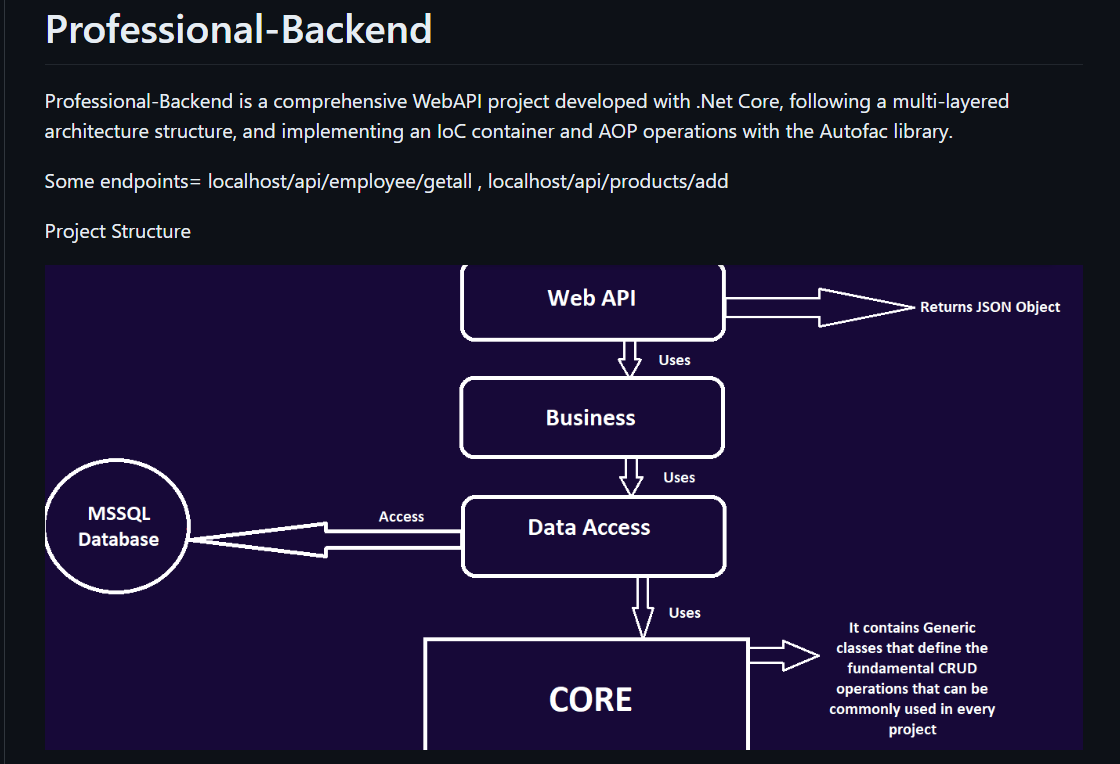 Professional-Backend
Professional-Backend is a comprehensive WebAPI project developed with .Net Core, following a multi-layered
architecture structure, and implementing an IoC container and AOP operations with the Autofac library.
Some endpoints= localhost/api/employee/getall , localhost/api/products/add
Project Structure
Web API
Returns JSON Object
Uses
Business
Uses
MSSQL
Database
Access
Data Access
Uses
CORE
It contains Generic
classes that define the
fundamental CRUD
operations that can be
commonly used in every
project